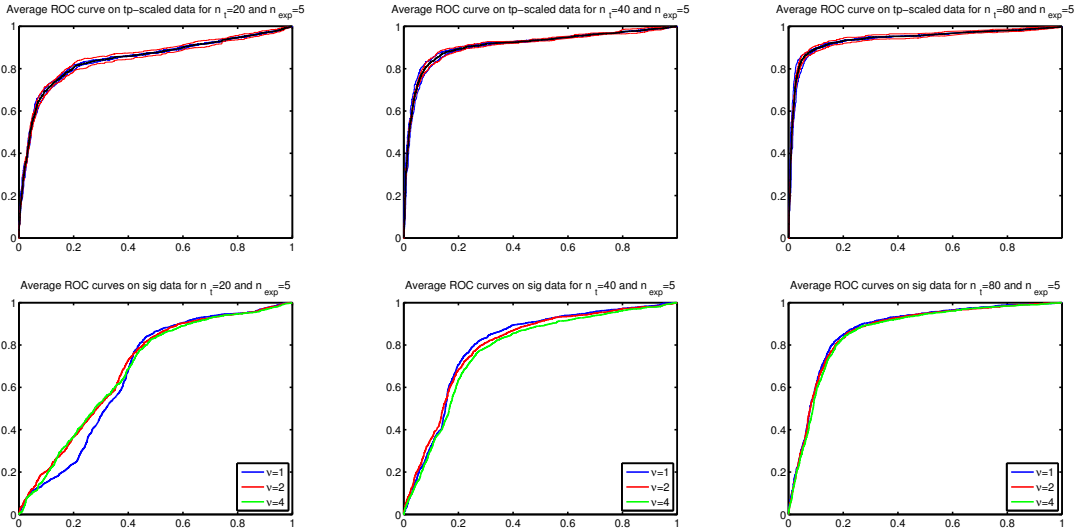 Average ROC curve on tp-scaled data for n_t=20 and n_exp=5
1
0.8
0.6
0.4
0.2
0
0 0.2 0.4 0.6 0.8 1
Average ROC curve on tp-scaled data for n_t=40 and n_exp=5
1
0.8
0.6
0.4
0.2
0
0 0.2 0.4 0.6 0.8
Average ROC curve on tp-scaled data for n_t=80 and n_exp=5
1
0.8
0.6
0.4
0.2
0
0 0.2 0.4 0.6 0.8 1
Average ROC curves on sig data for n_t=20 and n_exp=5
1
0.8
0.6
0.4
0.2
0
0 0.2 0.4 0.6 0.8 1
ν=1
ν=2
ν=4
Average ROC curves on sig data for n_t=40 and n_exp=5
1
0.8
0.6
0.4
0.2
0
0 0.2 0.4 0.6 0.8 1
ν=1
ν=2
ν=4
Average ROC curves on sig data for n_t=80 and n_exp=5
1
0.8
0.6
0.4
0.2
0
0 0.2 0.4 0.6 0.8 1
ν=1
ν=2
ν=4